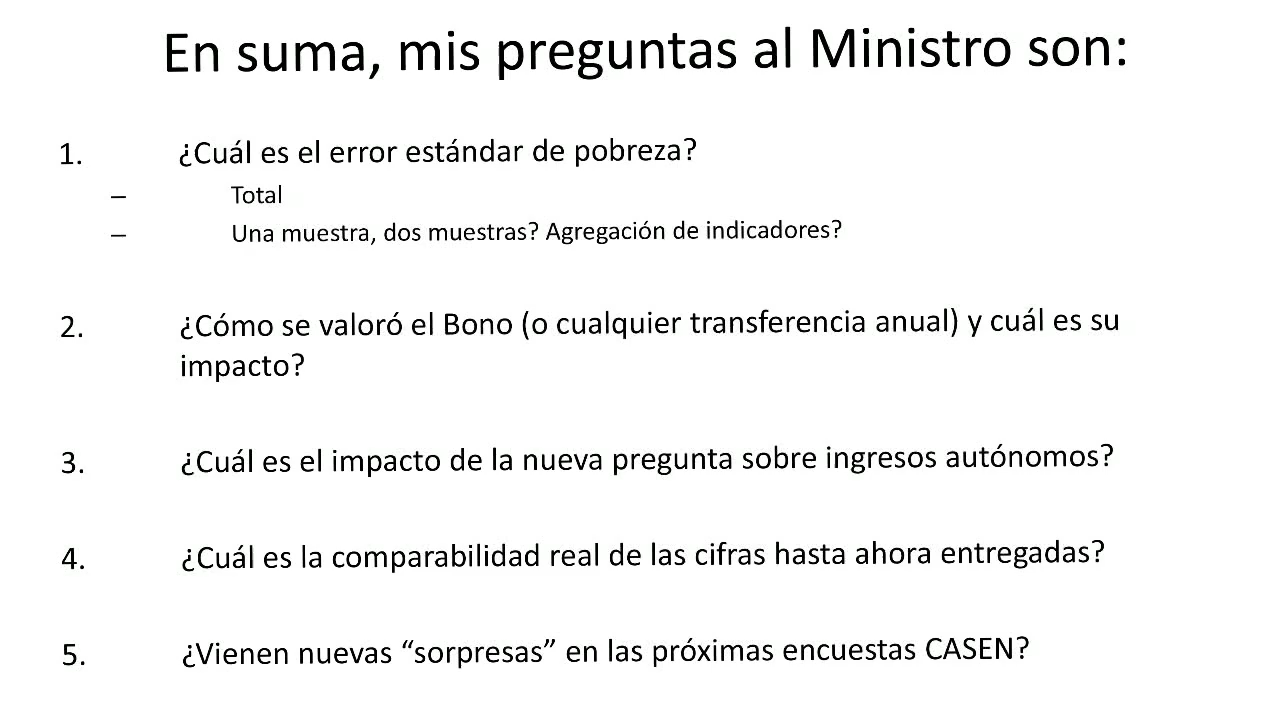 En suma, mis preguntas al Ministro son:
1. ¿Cuál es el error estándar de pobreza?
– Total
– Una muestra, dos muestras? Agregación de indicadores?
2. ¿Cómo se valoró el Bono (o cualquier transferencia anual) y cuál es su
impacto?
3. ¿Cuál es el impacto de la nueva pregunta sobre ingresos autónomos?
4. ¿Cuál es la comparabilidad real de las cifras hasta ahora entregadas?
5. ¿Vienen nuevas “sorpresas” en las próximas encuestas CASEN?